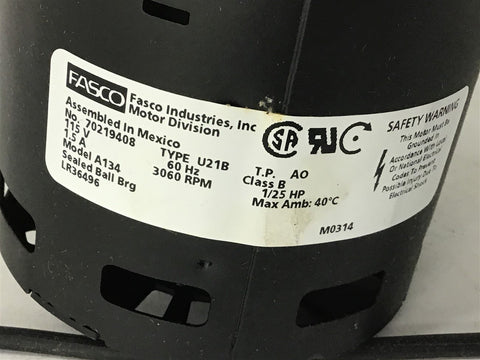 FASCO
Fasco Industries, Inc
Motor Division
Assembled in Mexico
No. 70219408 TYPE U21B
115 V 60 Hz T.P. AO
1.5 A 3060 RPM Class B
Model A134 1/25 HP
Sealed Ball Brg Max Amb: 40°C
LR36496
M0314
SA
RU
SAFETY WARNING
This Motor Must Be
Grounded In
Accordance With Local
Or National Electrical
Codes To Prevent
Possible Injury Due To
Electrical Shock